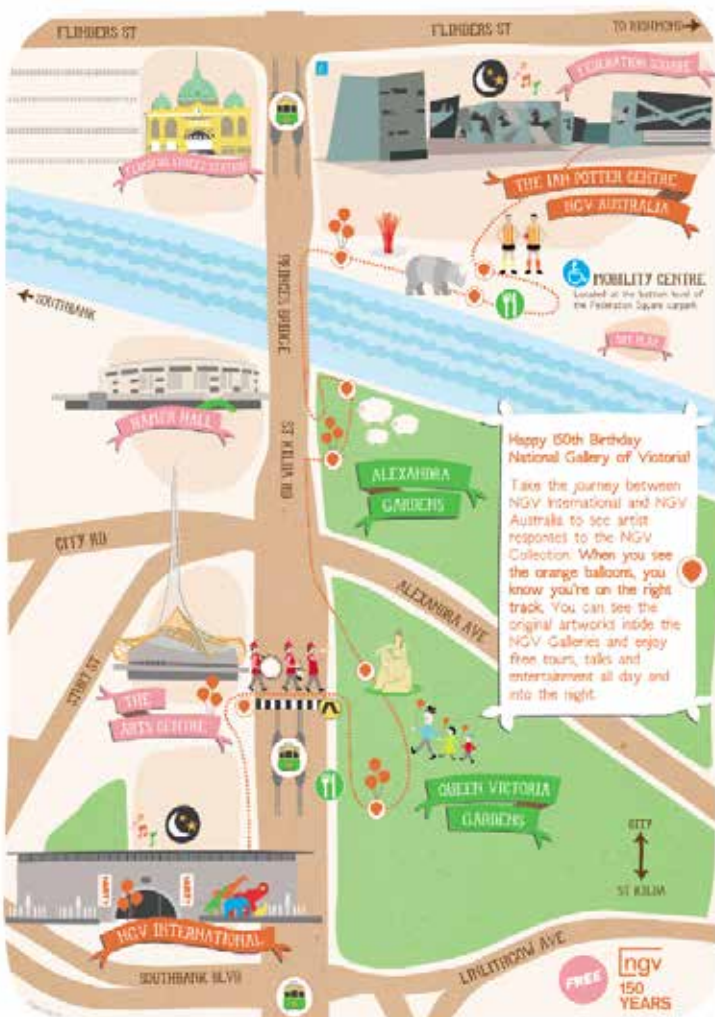 FLINDERS ST
FLINDERS ST
TO RICHMOND
FEDERATION SQUARE
FLINDERS STREET STATION
THE IAN POTTER CENTRE
NGV AUSTRALIA
PRINCES BRIDGE
MOBILITY CENTRE
Located at the bottom level of
the Federation Square carpark
SOUTHBANK
HAMER HALL
ST KILDA RD
ALEXANDRA
GARDENS
Happy 150th Birthday
National Gallery of Victoria!
Take the journey between
NGV International and NGV
Australia to see artist
responses to the NGV
Collection. When you see
the orange balloons, you
know you're on the right
track. You can see the
original artworks inside the
NGV Galleries and enjoy
free tours, talks and
entertainment all day and
into the night.
CITY RD
ALEXANDRA AVE
STURT ST
THE
ARTS CENTRE
QUEEN VICTORIA
GARDENS
CITY
ST KILDA
NGV INTERNATIONAL
SOUTHBANK BLVD
LINLITHGOW AVE
FREE
ngv
150
YEARS